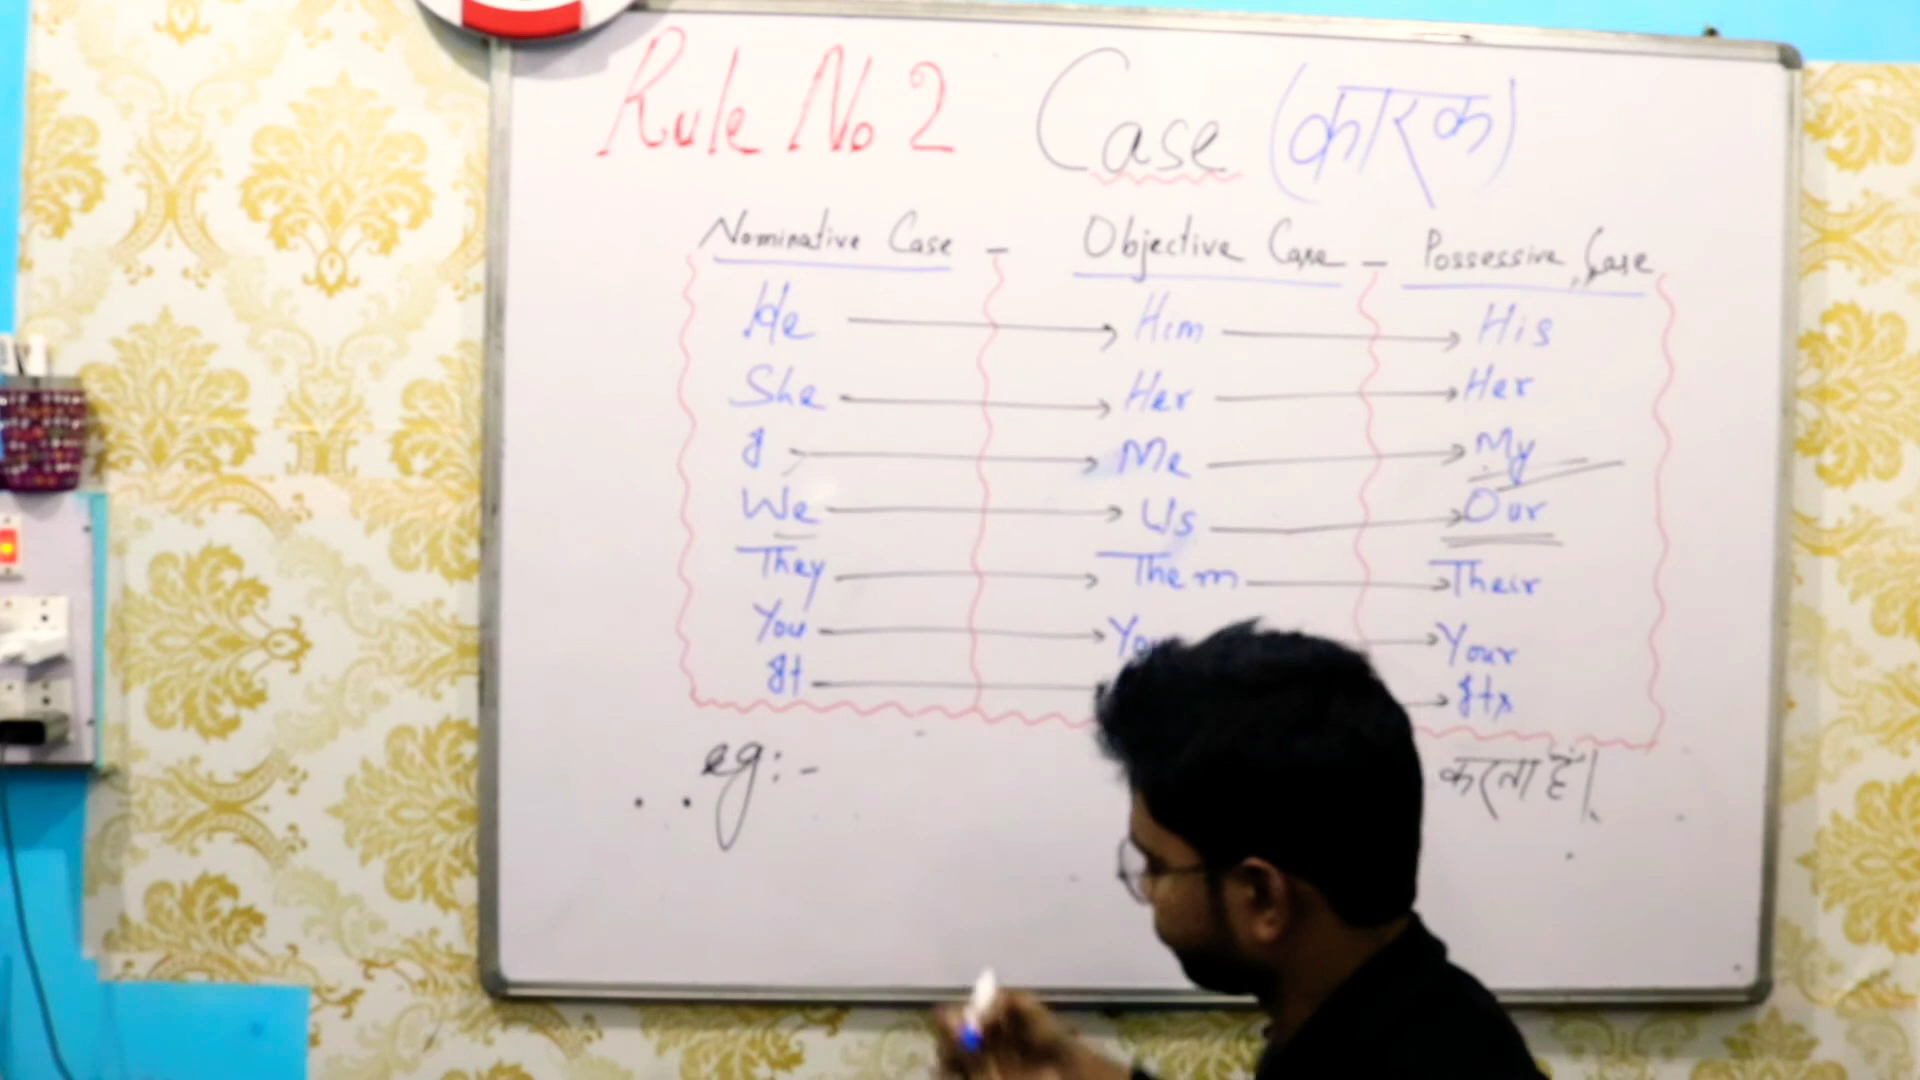 Rule No 2 Case (कारक)
Nominative Case - Objective Case - Possessive Case
He → Him → His
She → Her → Her
I → Me → My
We → Us → Our
They → Them → Their
You → You → Your
It → Its
eg:- करता है।